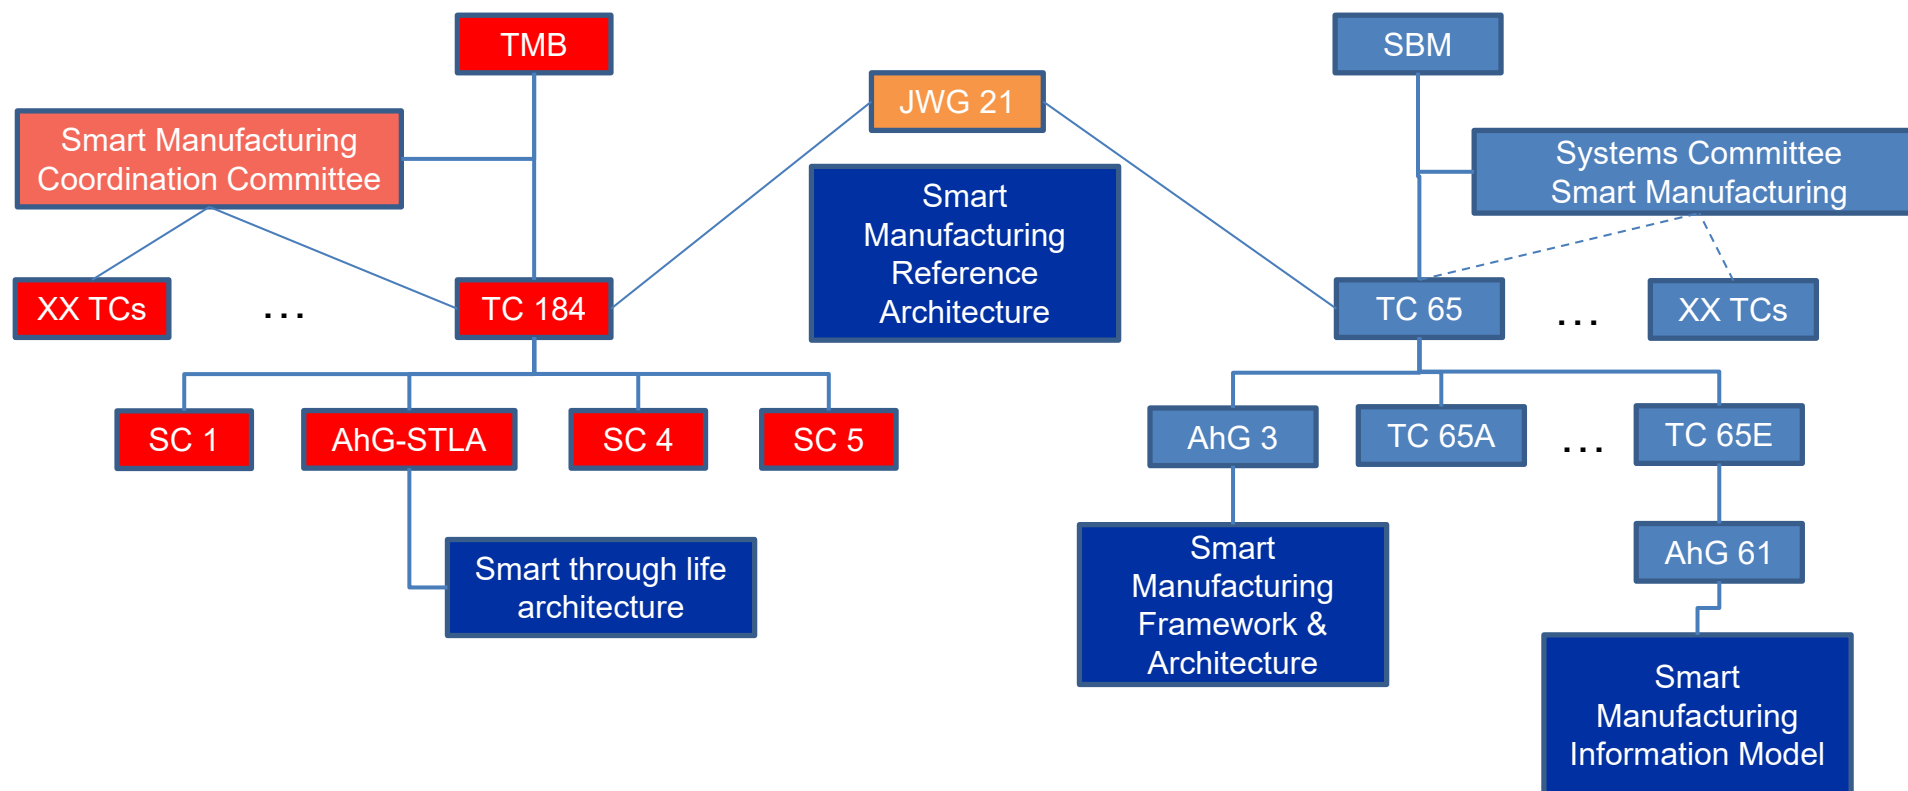 TMB
SBM
JWG 21
Smart Manufacturing
Coordination Committee
Systems Committee
Smart Manufacturing
Smart
Manufacturing
Reference
Architecture
XX TCs
...
TC 184
TC 65
...
XX TCs
SC 1
AhG-STLA
SC 4
SC 5
AhG 3
TC 65A
...
TC 65E
Smart through life
architecture
Smart
Manufacturing
Framework &
Architecture
AhG 61
Smart
Manufacturing
Information Model